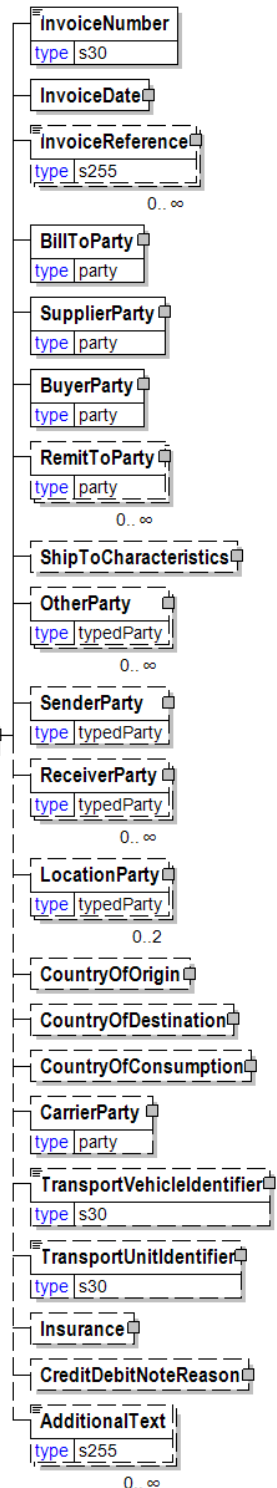 InvoiceNumber
type s30
InvoiceDate
InvoiceReference
type s255
0.. ∞
BillToParty
type party
SupplierParty
type party
BuyerParty
type party
RemitToParty
type party
0.. ∞
ShipToCharacteristics
OtherParty
type typedParty
0.. ∞
SenderParty
type typedParty
ReceiverParty
type typedParty
0.. ∞
LocationParty
type typedParty
0..2
CountryOfOrigin
CountryOfDestination
CountryOfConsumption
CarrierParty
type party
TransportVehicleIdentifier
type s30
TransportUnitIdentifier
type s30
Insurance
CreditDebitNoteReason
AdditionalText
type s255
0.. ∞